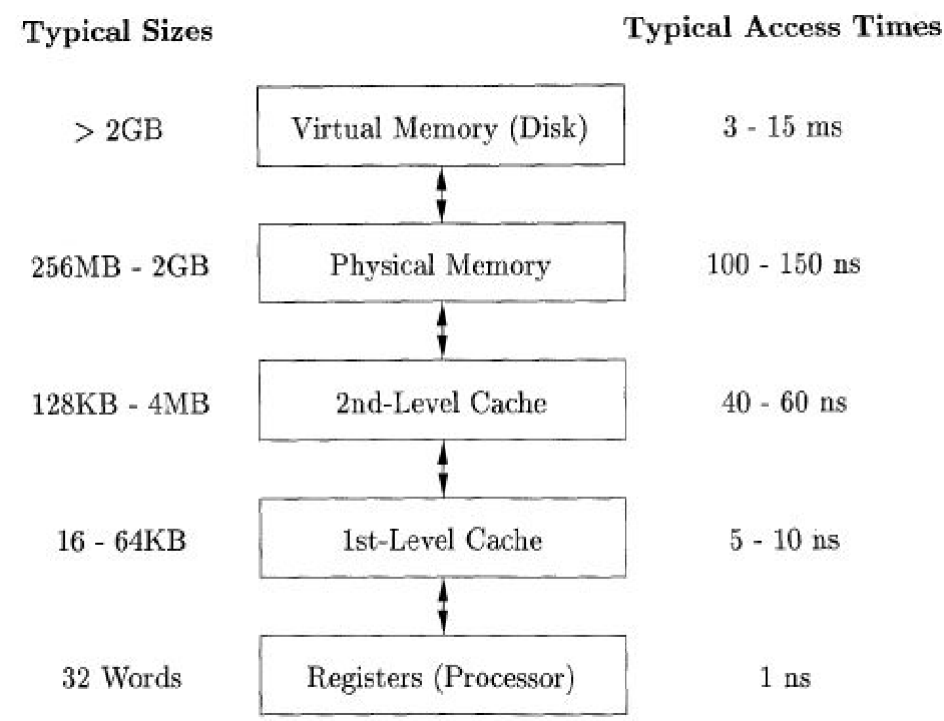 Typical Sizes
Typical Access Times
> 2GB
Virtual Memory (Disk)
3 - 15 ms
256MB - 2GB
Physical Memory
100 - 150 ns
128KB - 4MB
2nd-Level Cache
40 - 60 ns
16 - 64KB
1st-Level Cache
5 - 10 ns
32 Words
Registers (Processor)
1 ns